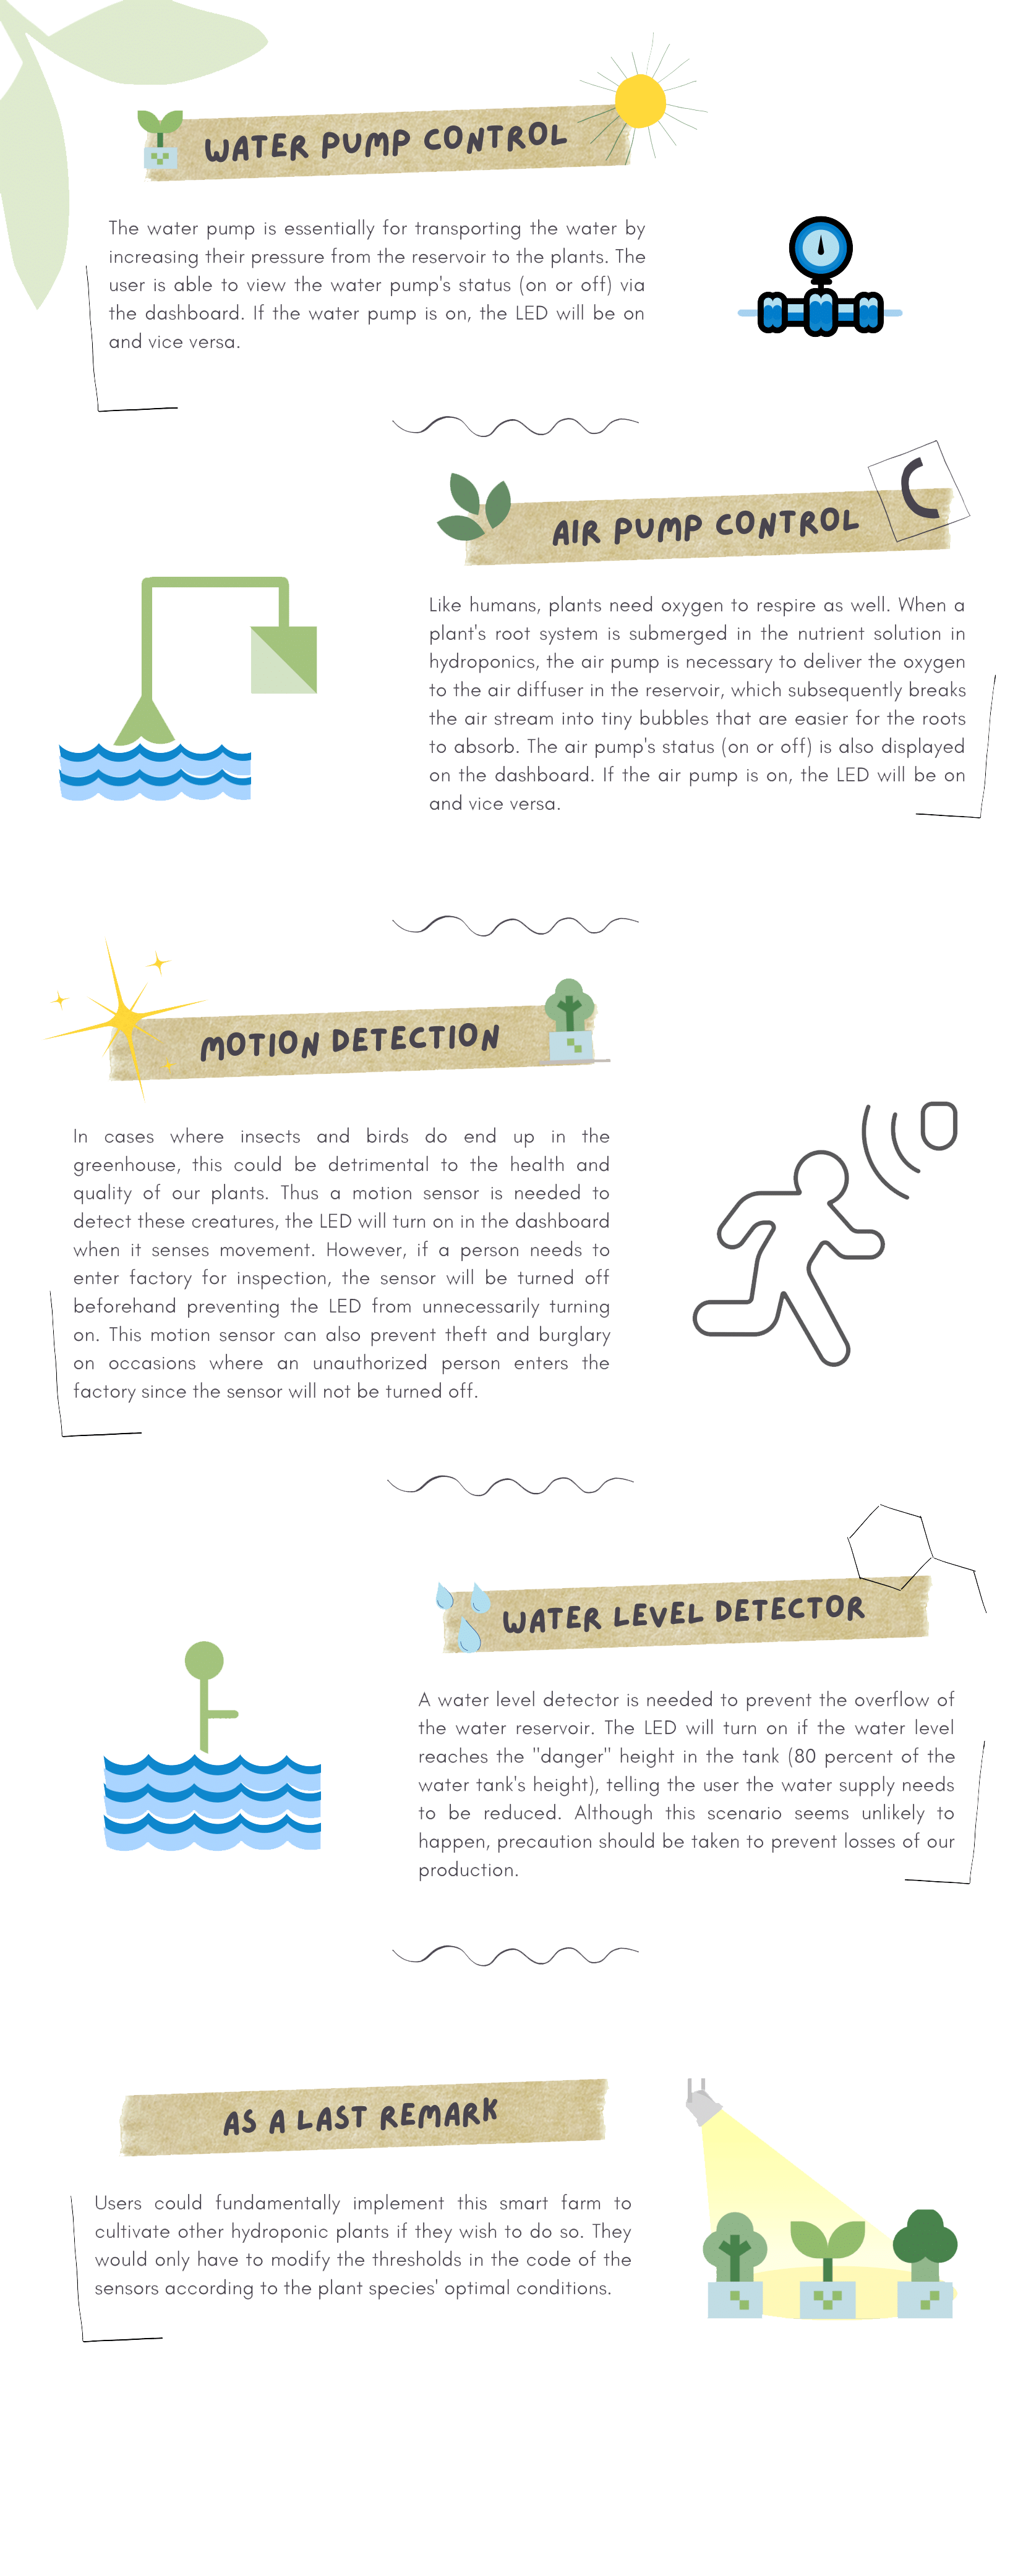 WATER PUMP CONTROL
The water pump is essentially for transporting the water by
increasing their pressure from the reservoir to the plants. The
user is able to view the water pump's status (on or off) via
the dashboard. If the water pump is on, the LED will be on
and vice versa.
AIR PUMP CONTROL
Like humans, plants need oxygen to respire as well. When a
plant's root system is submerged in the nutrient solution in
hydroponics, the air pump is necessary to deliver the oxygen
to the air diffuser in the reservoir, which subsequently breaks
the air stream into tiny bubbles that are easier for the roots
to absorb. The air pump's status (on or off) is also displayed
on the dashboard. If the air pump is on, the LED will be on
and vice versa.
MOTION DETECTION
In cases where insects and birds do end up in the
greenhouse, this could be detrimental to the health and
quality of our plants. Thus a motion sensor is needed to
detect these creatures, the LED will turn on in the dashboard
when it senses movement. However, if a person needs to
enter factory for inspection, the sensor will be turned off
beforehand preventing the LED from unnecessarily turning
on. This motion sensor can also prevent theft and burglary
on occasions where an unauthorized person enters the
factory since the sensor will not be turned off.
WATER LEVEL DETECTOR
A water level detector is needed to prevent the overflow of
the water reservoir. The LED will turn on if the water level
reaches the "danger" height in the tank (80 percent of the
water tank's height), telling the user the water supply needs
to be reduced. Although this scenario seems unlikely to
happen, precaution should be taken to prevent losses of our
production.
AS A LAST REMARK
Users could fundamentally implement this smart farm to
cultivate other hydroponic plants if they wish to do so. They
would only have to modify the thresholds in the code of the
sensors according to the plant species' optimal conditions.